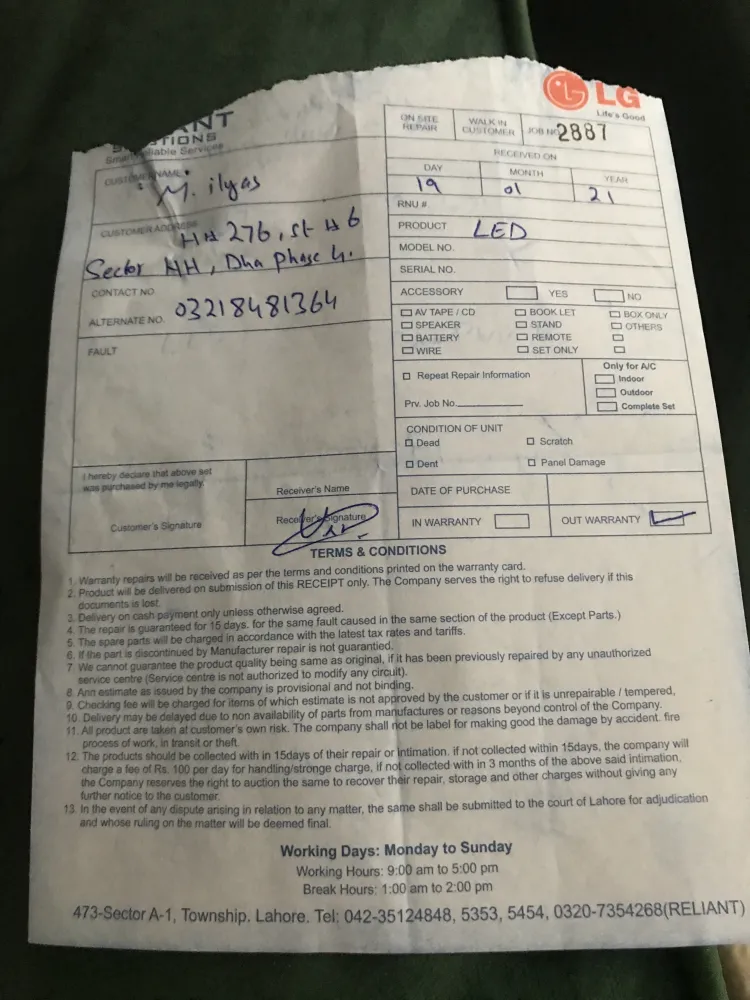 LG
Life's Good
ANT
TIONS
Services
ON SITE REPAIR
WALK IN CUSTOMER
JOB NO 2887
RECEIVED ON
DAY MONTH YEAR
19 01 21
CUSTOMER NAME: M. ilyas
CUSTOMER ADDRESS H# 276, St # 6
Sector HH, Dha phase 4.
CONTACT NO
ALTERNATE NO. 03218481364
FAULT
I hereby declare that above set
was purchased by me legally.
Customer's Signature
Receiver's Name
Receiver's Signature
RNU #
PRODUCT LED
MODEL NO.
SERIAL NO.
ACCESSORY YES NO
AV TAPE / CD BOOK LET BOX ONLY
SPEAKER STAND OTHERS
BATTERY REMOTE
WIRE SET ONLY
Repeat Repair Information
Prv. Job No.
Only for A/C
Indoor
Outdoor
Complete Set
CONDITION OF UNIT
Dead Scratch
Dent Panel Damage
DATE OF PURCHASE
IN WARRANTY OUT WARRANTY
TERMS & CONDITIONS
1. Warranty repairs will be received as per the terms and conditions printed on the warranty card.
2. Product will be delivered on submission of this RECEIPT only. The Company serves the right to refuse delivery if this
documents is lost.
3. Delivery on cash payment only unless otherwise agreed.
4. The repair is guaranteed for 15 days. for the same fault caused in the same section of the product (Except Parts.)
5. The spare parts will be charged in accordance with the latest tax rates and tariffs.
6. If the part is discontinued by Manufacturer repair is not guranted.
7. We cannot guarantee the product quality being same as original, if it has been previously repaired by any unauthorized
service centre (Service centre is not authorized to modify any circuit).
8. Ann estimate as issued by the company is provisional and not binding.
9. Checking fee will be charged for items of which estimate is not approved by the customer or if it is unrepairable / tempered,
10. Delivery may be delayed due to non availability of parts from manufactures or reasons beyond control of the Company.
11. All product are taken at customer's own risk. The company shall not be label for making good the damage by accident. fire
process of work, in transit or theft.
12. The products should be collected with in 15days of their repair or intimation. if not collected within 15days, the company will
charge a fee of Rs. 100 per day for handling/stronge charge, if not collected with in 3 months of the above said intimation,
the Company reserves the right to auction the same to recover their repair, storage and other charges without giving any
further notice to the customer.
13. In the event of any dispute arising in relation to any matter, the same shall be submitted to the court of Lahore for adjudication
and whose ruling on the matter will be deemed final.
Working Days: Monday to Sunday
Working Hours: 9:00 am to 5:00 pm
Break Hours: 1:00 am to 2:00 pm
473-Sector A-1, Township. Lahore. Tel: 042-35124848, 5353, 5454, 0320-7354268(RELIANT)